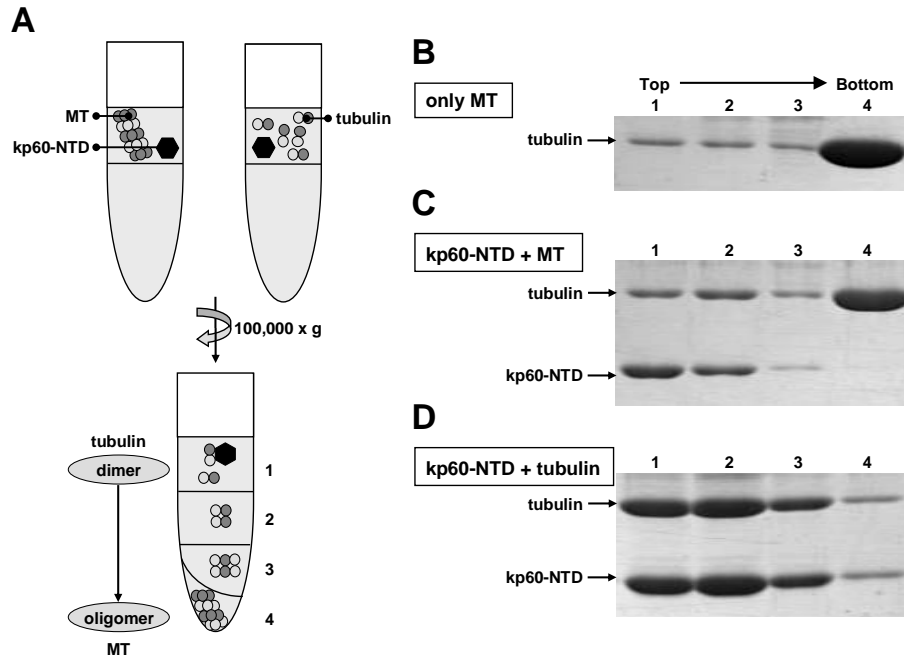 A
MT
kp60-NTD
tubulin
100,000 x g
tubulin
dimer
oligomer
MT
1
2
3
4
B
only MT
Top Bottom
1 2 3 4
tubulin
C
kp60-NTD + MT
1 2 3 4
tubulin
kp60-NTD
D
kp60-NTD + tubulin
1 2 3 4
tubulin
kp60-NTD